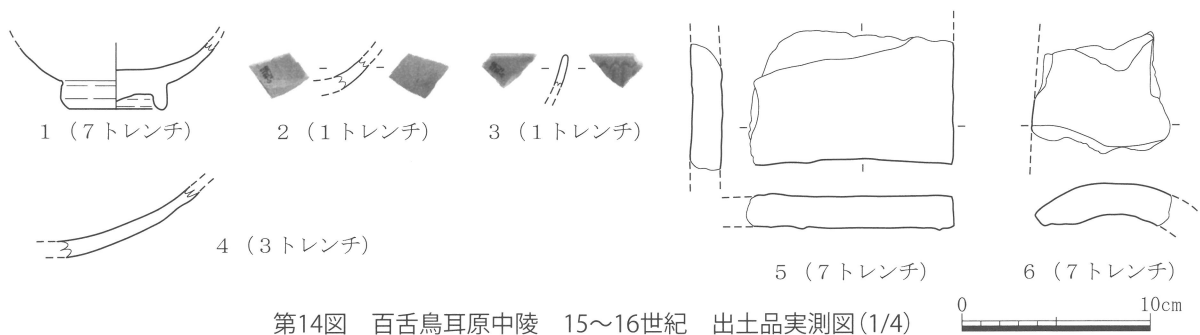 1（7トレンチ）
2（1トレンチ）
3（1トレンチ）
4（3トレンチ）
5（7トレンチ）
6（7トレンチ）
0 10cm
第14図　百舌鳥耳原中陵　15～16世紀　出土品実測図(1/4)